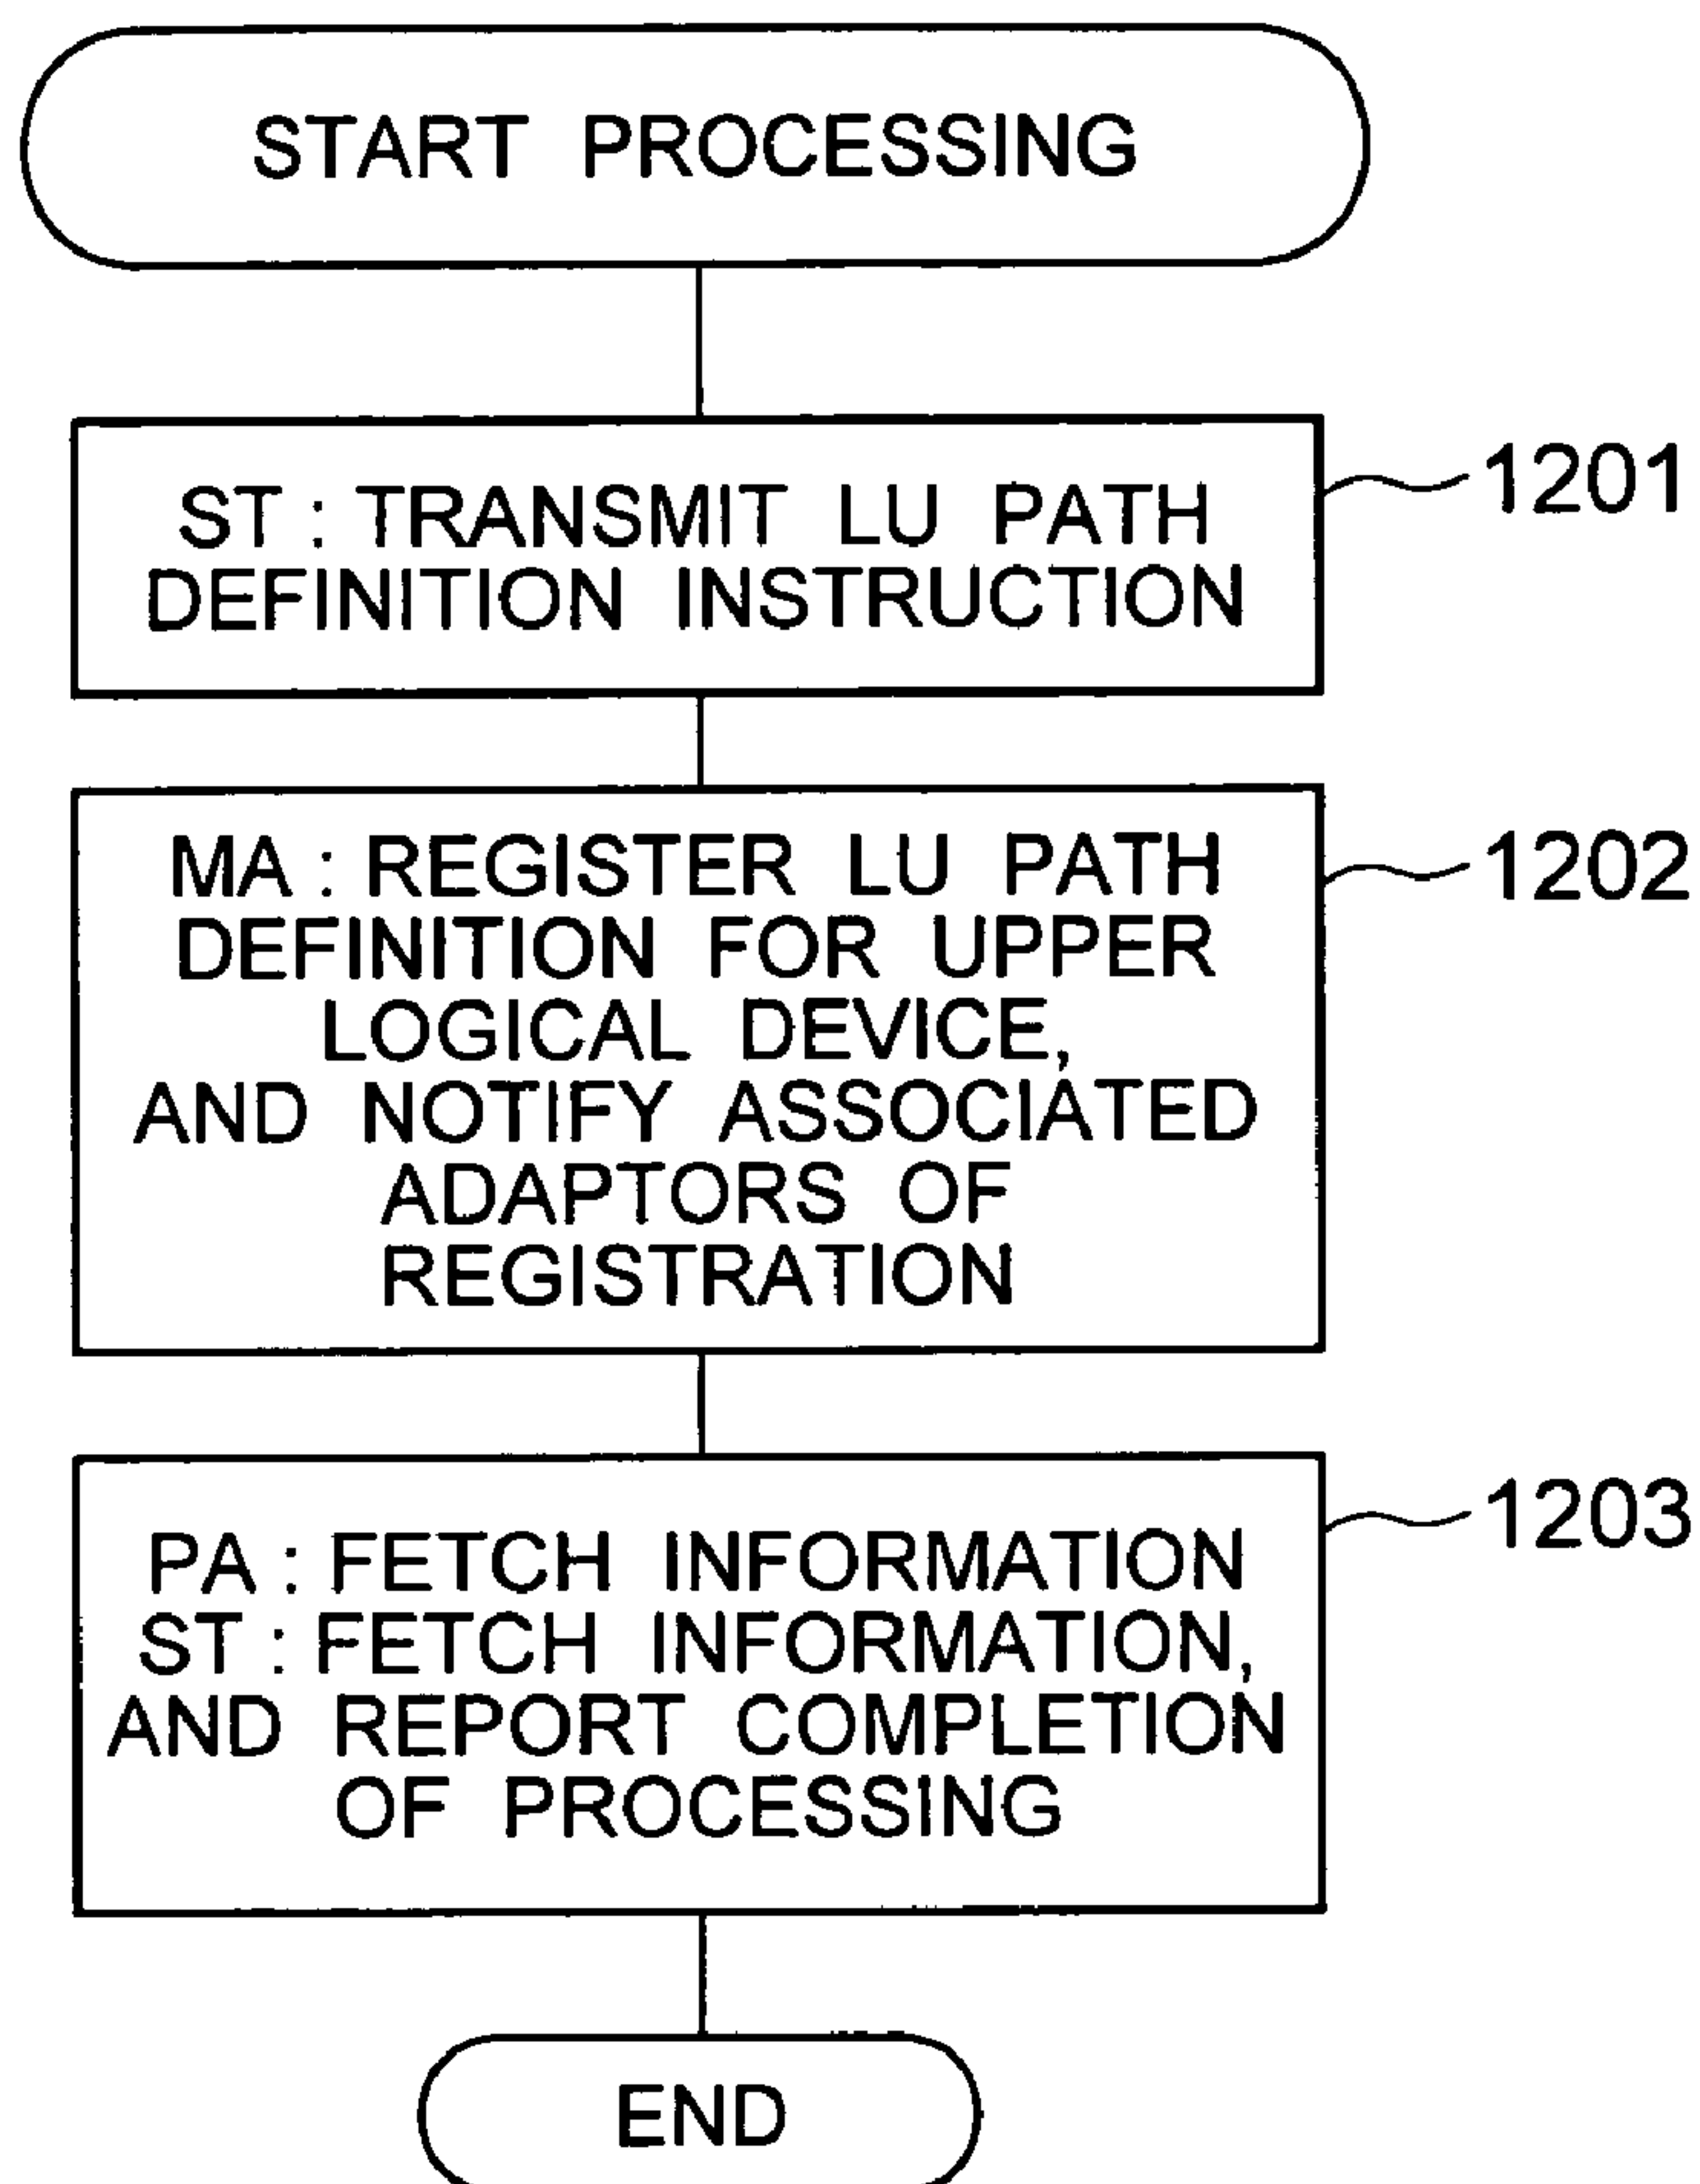 START PROCESSING
ST : TRANSMIT LU PATH
DEFINITION INSTRUCTION
1201
MA : REGISTER LU PATH
DEFINITION FOR UPPER
LOGICAL DEVICE,
AND NOTIFY ASSOCIATED
ADAPTORS OF
REGISTRATION
1202
PA : FETCH INFORMATION
ST : FETCH INFORMATION,
AND REPORT COMPLETION
OF PROCESSING
1203
END